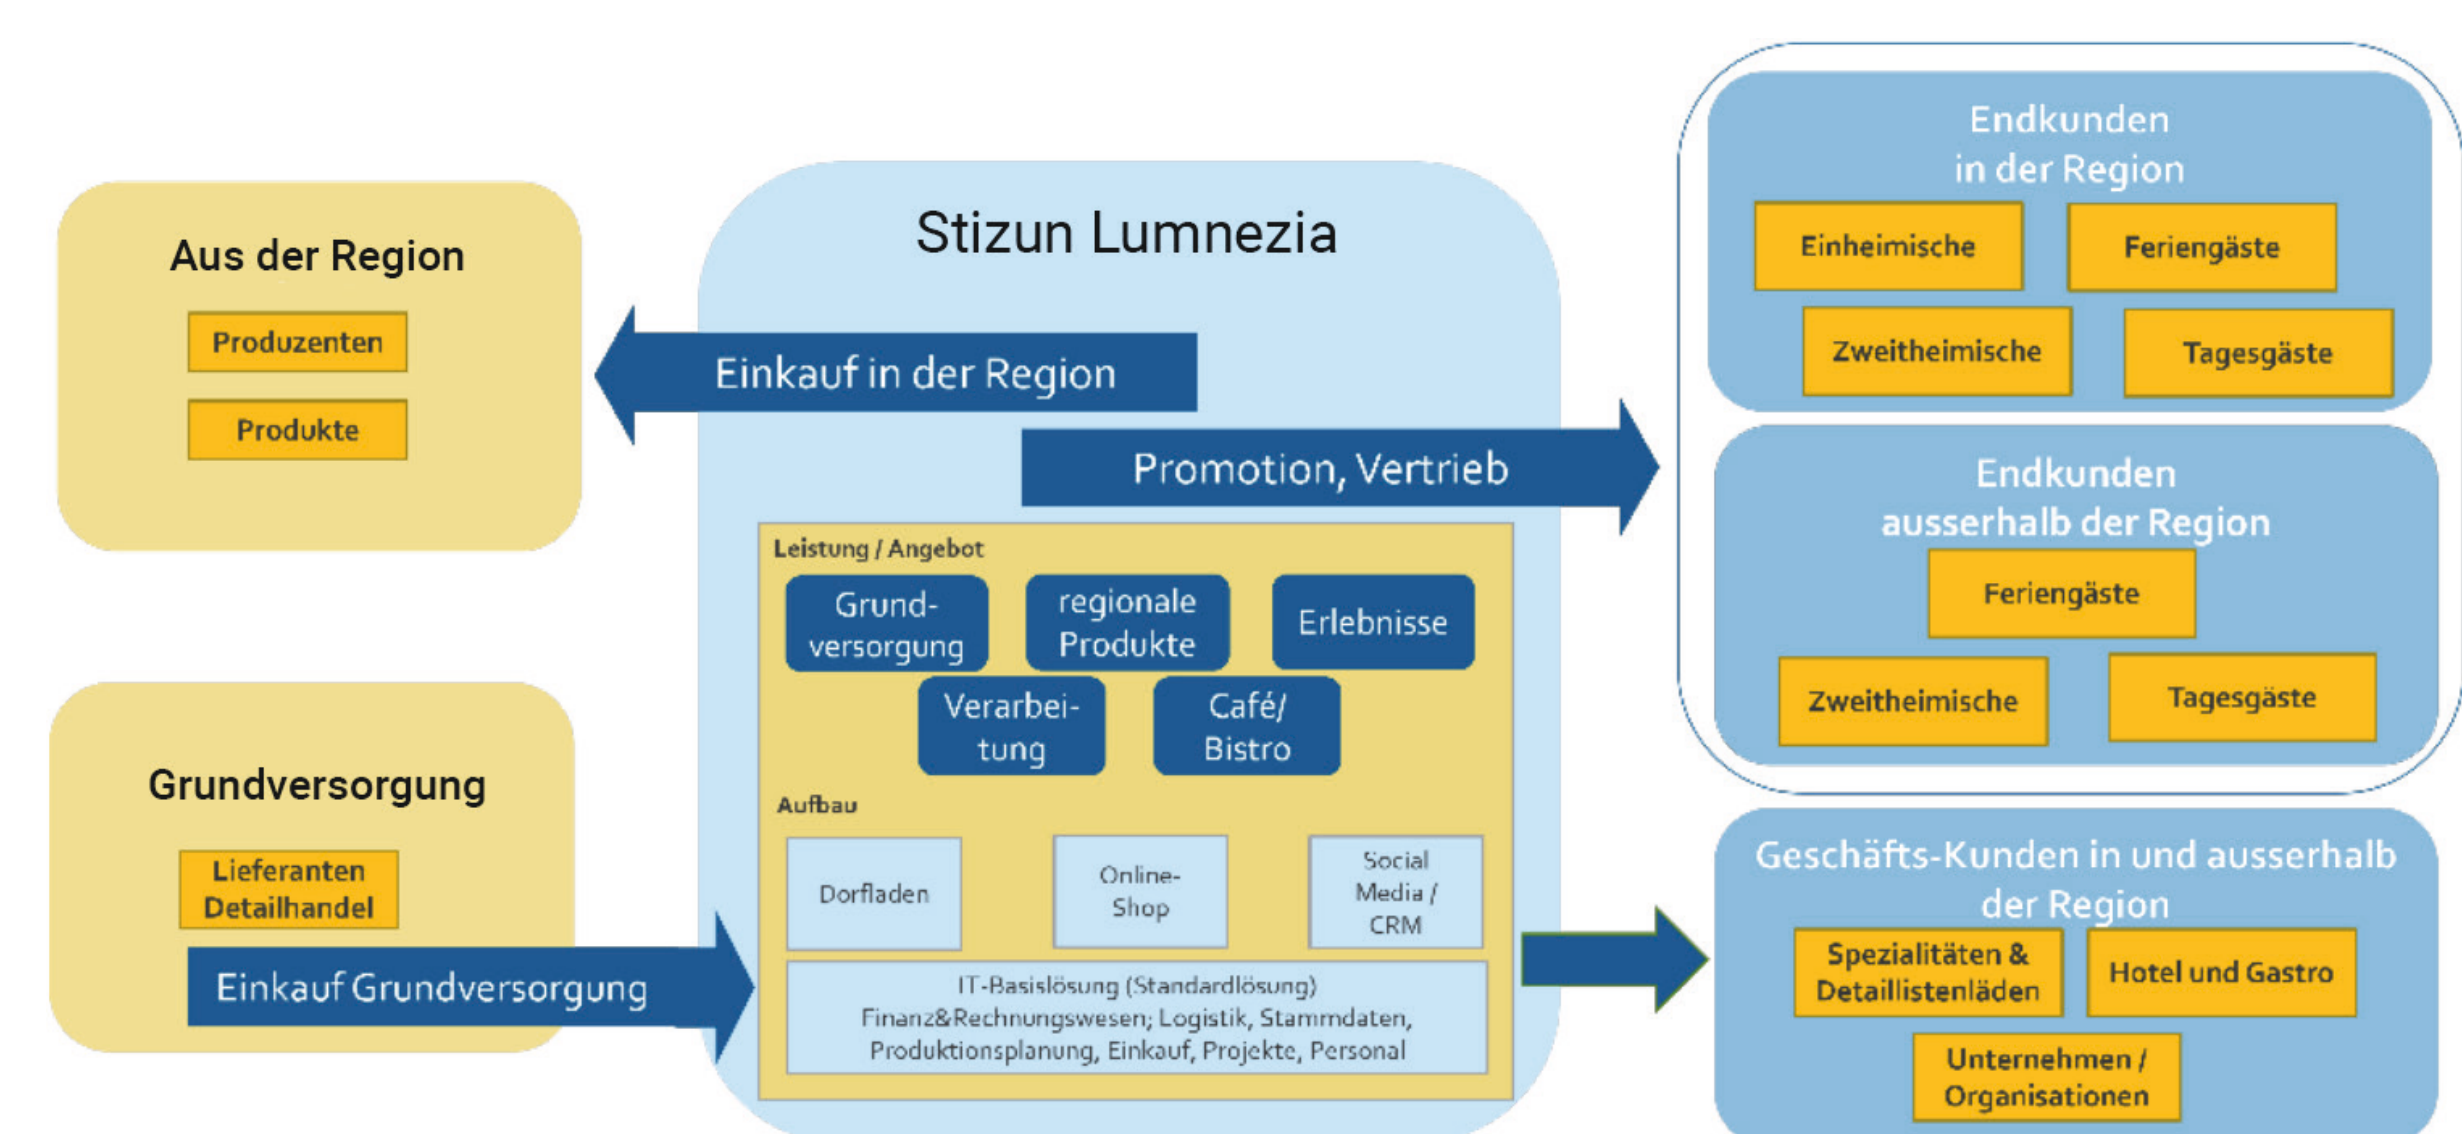 Aus der Region
Produzenten
Produkte
Grundversorgung
Lieferanten
Detailhandel
Einkauf Grundversorgung
Stizun Lumnezia
Einkauf in der Region
Promotion, Vertrieb
Leistung / Angebot
Grund-
versorgung
regionale
Produkte
Erlebnisse
Verarbei-
tung
Café/
Bistro
Aufbau
Dorfladen
Online-
Shop
Social
Media /
CRM
IT-Basislösung (Standardlösung)
Finanz&Rechnungswesen; Logistik, Stammdaten,
Produktionsplanung, Einkauf, Projekte, Personal
Endkunden
in der Region
Einheimische
Feriengäste
Zweitheimische
Tagesgäste
Endkunden
ausserhalb der Region
Feriengäste
Zweitheimische
Tagesgäste
Geschäfts-Kunden in und ausserhalb
der Region
Spezialitäten &
Detaillistenläden
Hotel und Gastro
Unternehmen /
Organisationen